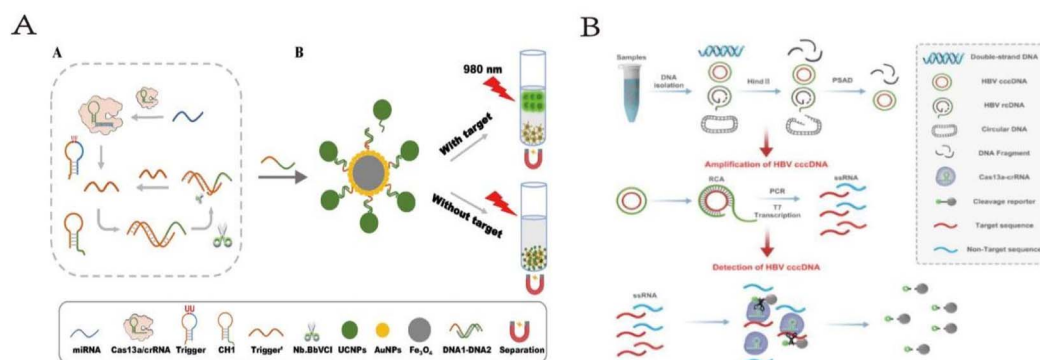 A
A
B
980 nm
UU
With target
Without target
UU
miRNA Cas13a/crRNA Trigger CH1 Trigger' Nb.BbVCI UCNPs AuNPs Fe3O4 DNA1-DNA2 Separation
B
Samples
DNA isolation
Hind II
PSAD
Amplification of HBV cccDNA
RCA
PCR
T7
Transcription
ssRNA
Detection of HBV cccDNA
ssRNA
Double-strand DNA
HBV cccDNA
HBV rcDNA
Circular DNA
DNA Fragment
Cas13a-crRNA
Cleavage reporter
Target sequence
Non-Target sequence